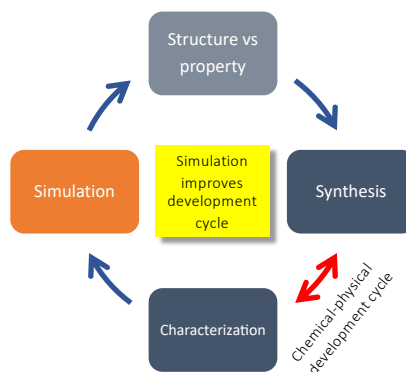 Structure vs
property
Simulation
Simulation
improves
development
cycle
Synthesis
Characterization
Chemical-physical
development cycle